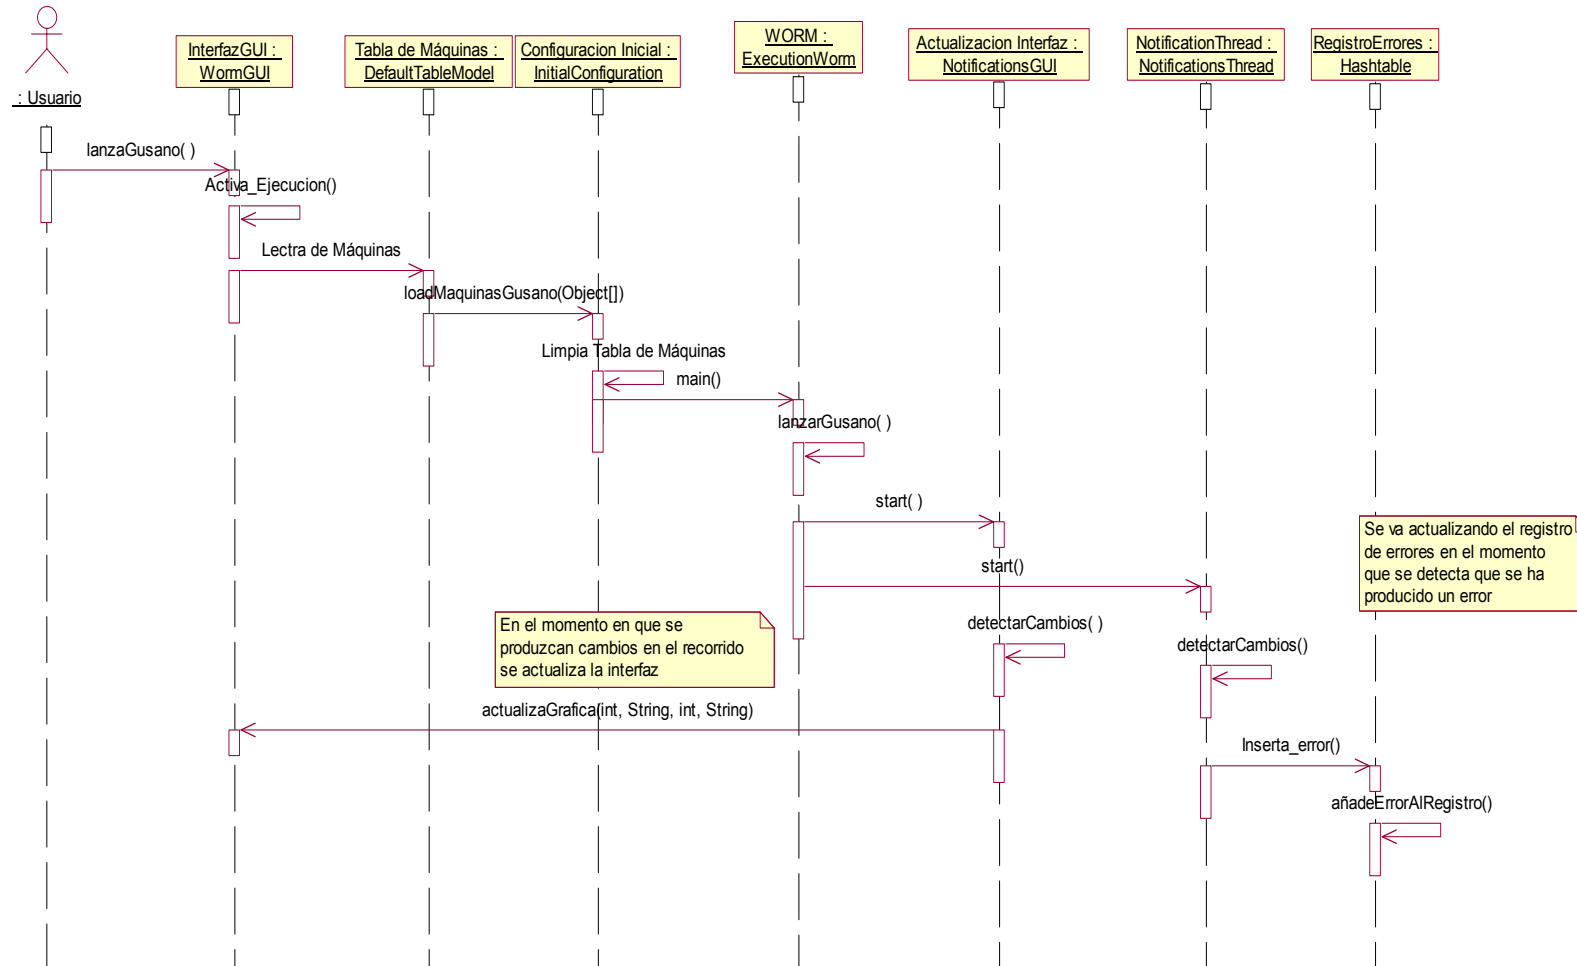 : Usuario
InterfazGUI :
WormGUI
Tabla de Máquinas :
DefaultTableModel
Configuracion Inicial :
InitialConfiguration
WORM :
ExecutionWorm
Actualizacion Interfaz :
NotificationsGUI
NotificationThread :
NotificationsThread
RegistroErrores :
Hashtable
lanzaGusano( )
Activa_Ejecucion()
Lectra de Máquinas
loadMaquinasGusano(Object[])
Limpia Tabla de Máquinas
main()
lanzarGusano( )
start( )
Se va actualizando el registro
de errores en el momento
que se detecta que se ha
producido un error
start()
En el momento en que se
produzcan cambios en el recorrido
se actualiza la interfaz
detectarCambios( )
detectarCambios()
actualizaGrafica(int, String, int, String)
Inserta_error()
añadeErrorAlRegistro()